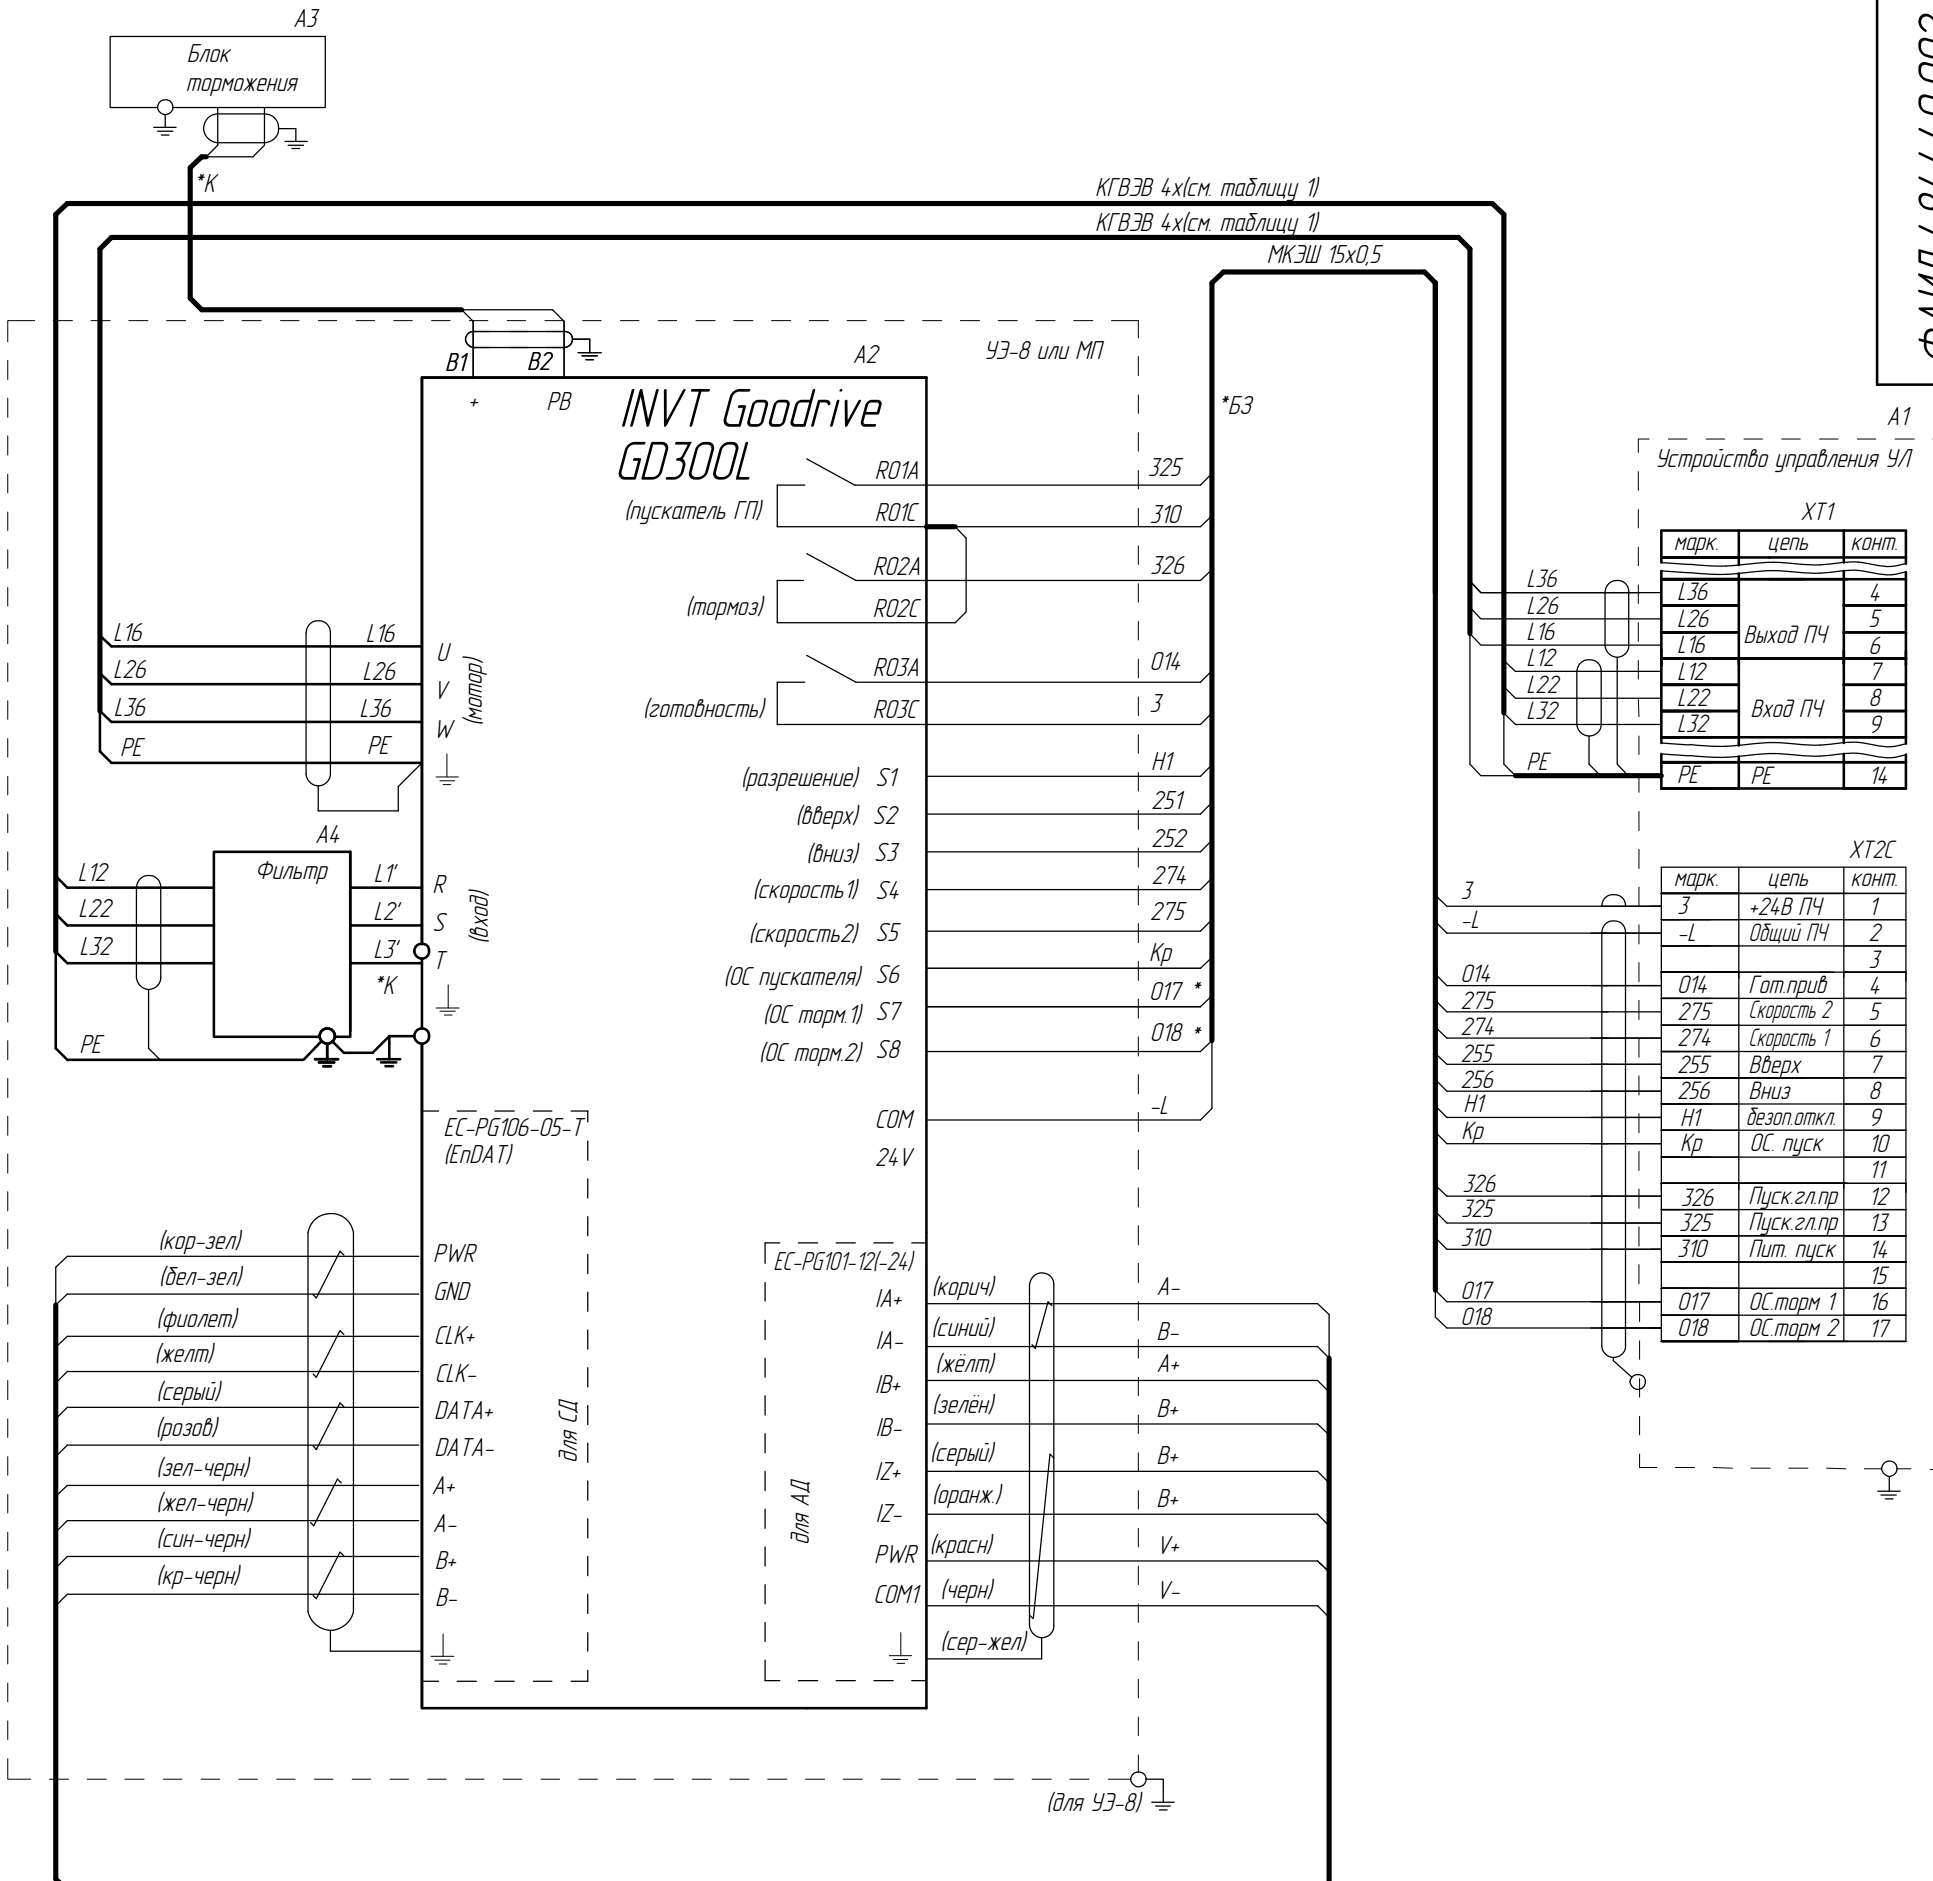 А3
Блок
торможения
*К
КГВЭВ 4х(см. таблицу 1)
КГВЭВ 4х(см. таблицу 1)
МКЭШ 15х0,5
УЭ-8 или МП
А2
В1 В2
+ PB
INVT Goodrive
GD300L
*БЗ
(пускатель ГП)
R01A 325
R01C 310
(тормоз)
R02A 326
R02C
(готовность)
R03A 014
R03C 3
(разрешение) S1 Н1
(вверх) S2 251
(вниз) S3 252
(скорость1) S4 274
(скорость2) S5 275
(ОС пускателя) S6 Кр
(ОС торм.1) S7 017 *
(ОС торм.2) S8 018 *
COM -L
24V
L16 L16 U
L26 L26 V
L36 L36 W
PE PE
(мотор)
А4
Фильтр
L12 L1' R
L22 L2' S
L32 L3' T
*К
(вход)
PE
EC-PG106-05-T
(EnDAT)
для СД
(кор-зел) PWR
(бел-зел) GND
(фиолет) CLK+
(желт) CLK-
(серый) DATA+
(розов) DATA-
(зел-черн) A+
(жел-черн) A-
(син-черн) B+
(кр-черн) B-
EC-PG101-12(-24)
для АД
IA+ (корич) A-
IA- (синий) B-
IB+ (жёлт) A+
IB- (зелён) B+
IZ+ (серый) B+
IZ- (оранж.) B+
PWR (красн) V+
COM1 (черн) V-
(сер-жел)
(для УЭ-8)
А1
Устройство управления УЛ
ХТ1
марк. цепь конт.
L36 L36 4
L26 L26 5
L16 L16 6
Выход ПЧ
L12 L12 7
L22 L22 8
L32 L32 9
Вход ПЧ
PE PE PE 14
ХТ2С
марк. цепь конт.
3 3 +24В ПЧ 1
-L -L Общий ПЧ 2
3
014 014 Гот.прив 4
275 275 Скорость 2 5
274 274 Скорость 1 6
255 255 Вверх 7
256 256 Вниз 8
Н1 Н1 безоп.откл. 9
Кр Кр ОС. пуск 10
11
326 326 Пуск.гл.пр 12
325 325 Пуск.гл.пр 13
310 310 Пит. пуск 14
15
017 017 ОС.торм 1 16
018 018 ОС.торм 2 17